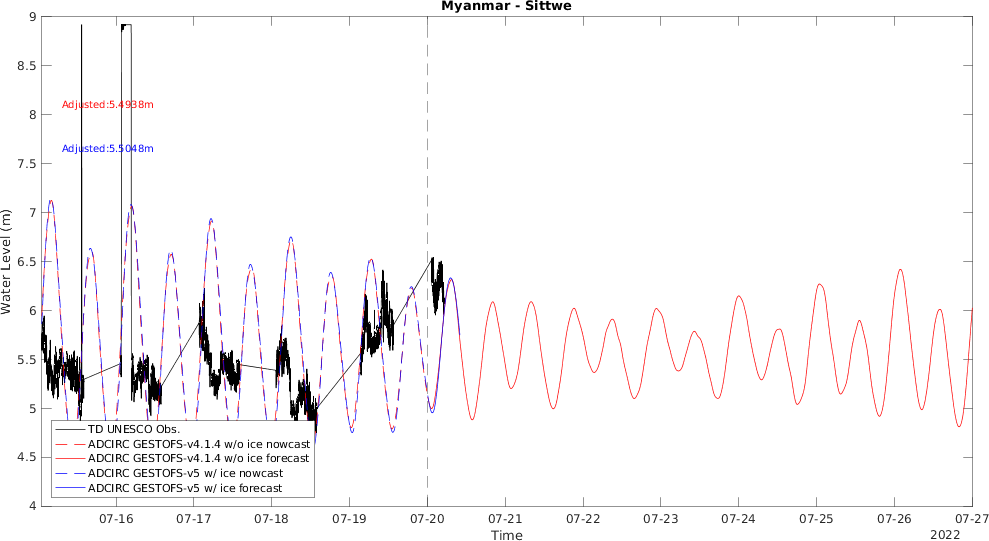 Myanmar - Sittwe
Water Level (m)
9
8.5
8
7.5
7
6.5
6
5.5
5
4.5
4
Adjusted:5.4938m
Adjusted:5.5048m
TD UNESCO Obs.
ADCIRC GESTOFS-v4.1.4 w/o ice nowcast
ADCIRC GESTOFS-v4.1.4 w/o ice forecast
ADCIRC GESTOFS-v5 w/ ice nowcast
ADCIRC GESTOFS-v5 w/ ice forecast
07-16 07-17 07-18 07-19 07-20 07-21 07-22 07-23 07-24 07-25 07-26 07-27
Time
2022